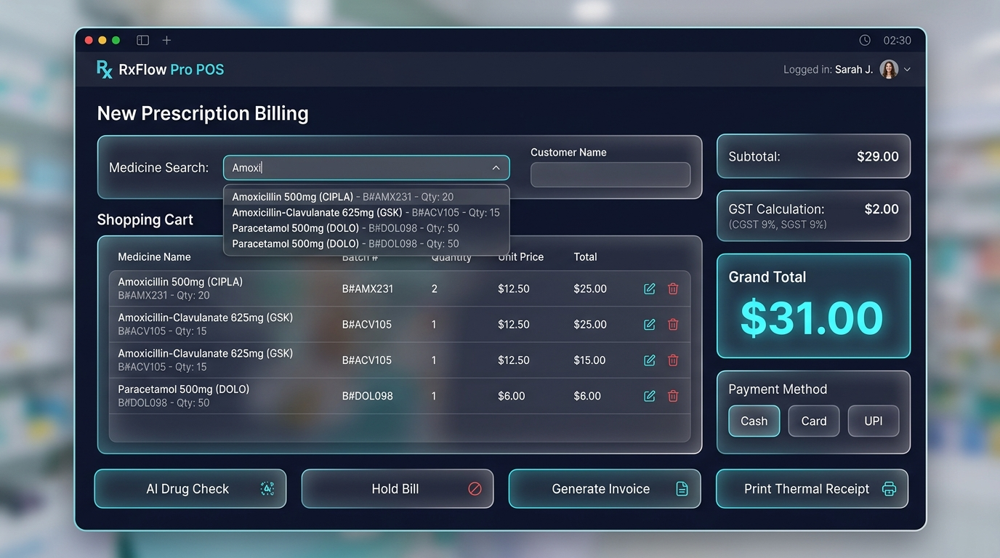 02:30
Rx RxFlow Pro POS
Logged in: Sarah J.
New Prescription Billing
Medicine Search:
Amoxi
Customer Name
Amoxicillin 500mg (CIPLA) - B#AMX231 - Qty: 20
Amoxicillin-Clavulanate 625mg (GSK) - B#ACV105 - Qty: 15
Paracetamol 500mg (DOLO) - B#DOL098 - Qty: 50
Paracetamol 500mg (DOLO) - B#DOL098 - Qty: 50
Shopping Cart
Medicine Name Batch # Quantity Unit Price Total
Amoxicillin 500mg (CIPLA)
B#AMX231 - Qty: 20
B#AMX231 2 $12.50 $25.00
Amoxicillin-Clavulanate 625mg (GSK)
B#ACV105 - Qty: 15
B#ACV105 1 $12.50 $25.00
Amoxicillin-Clavulanate 625mg (GSK)
B#ACV105 - Qty: 15
B#ACV105 1 $12.50 $15.00
Paracetamol 500mg (DOLO)
B#DOL098 - Qty: 50
B#DOL098 1 $6.00 $6.00
Subtotal: $29.00
GST Calculation: $2.00
(CGST 9%, SGST 9%)
Grand Total
$31.00
Payment Method
Cash Card UPI
AI Drug Check
Hold Bill
Generate Invoice
Print Thermal Receipt